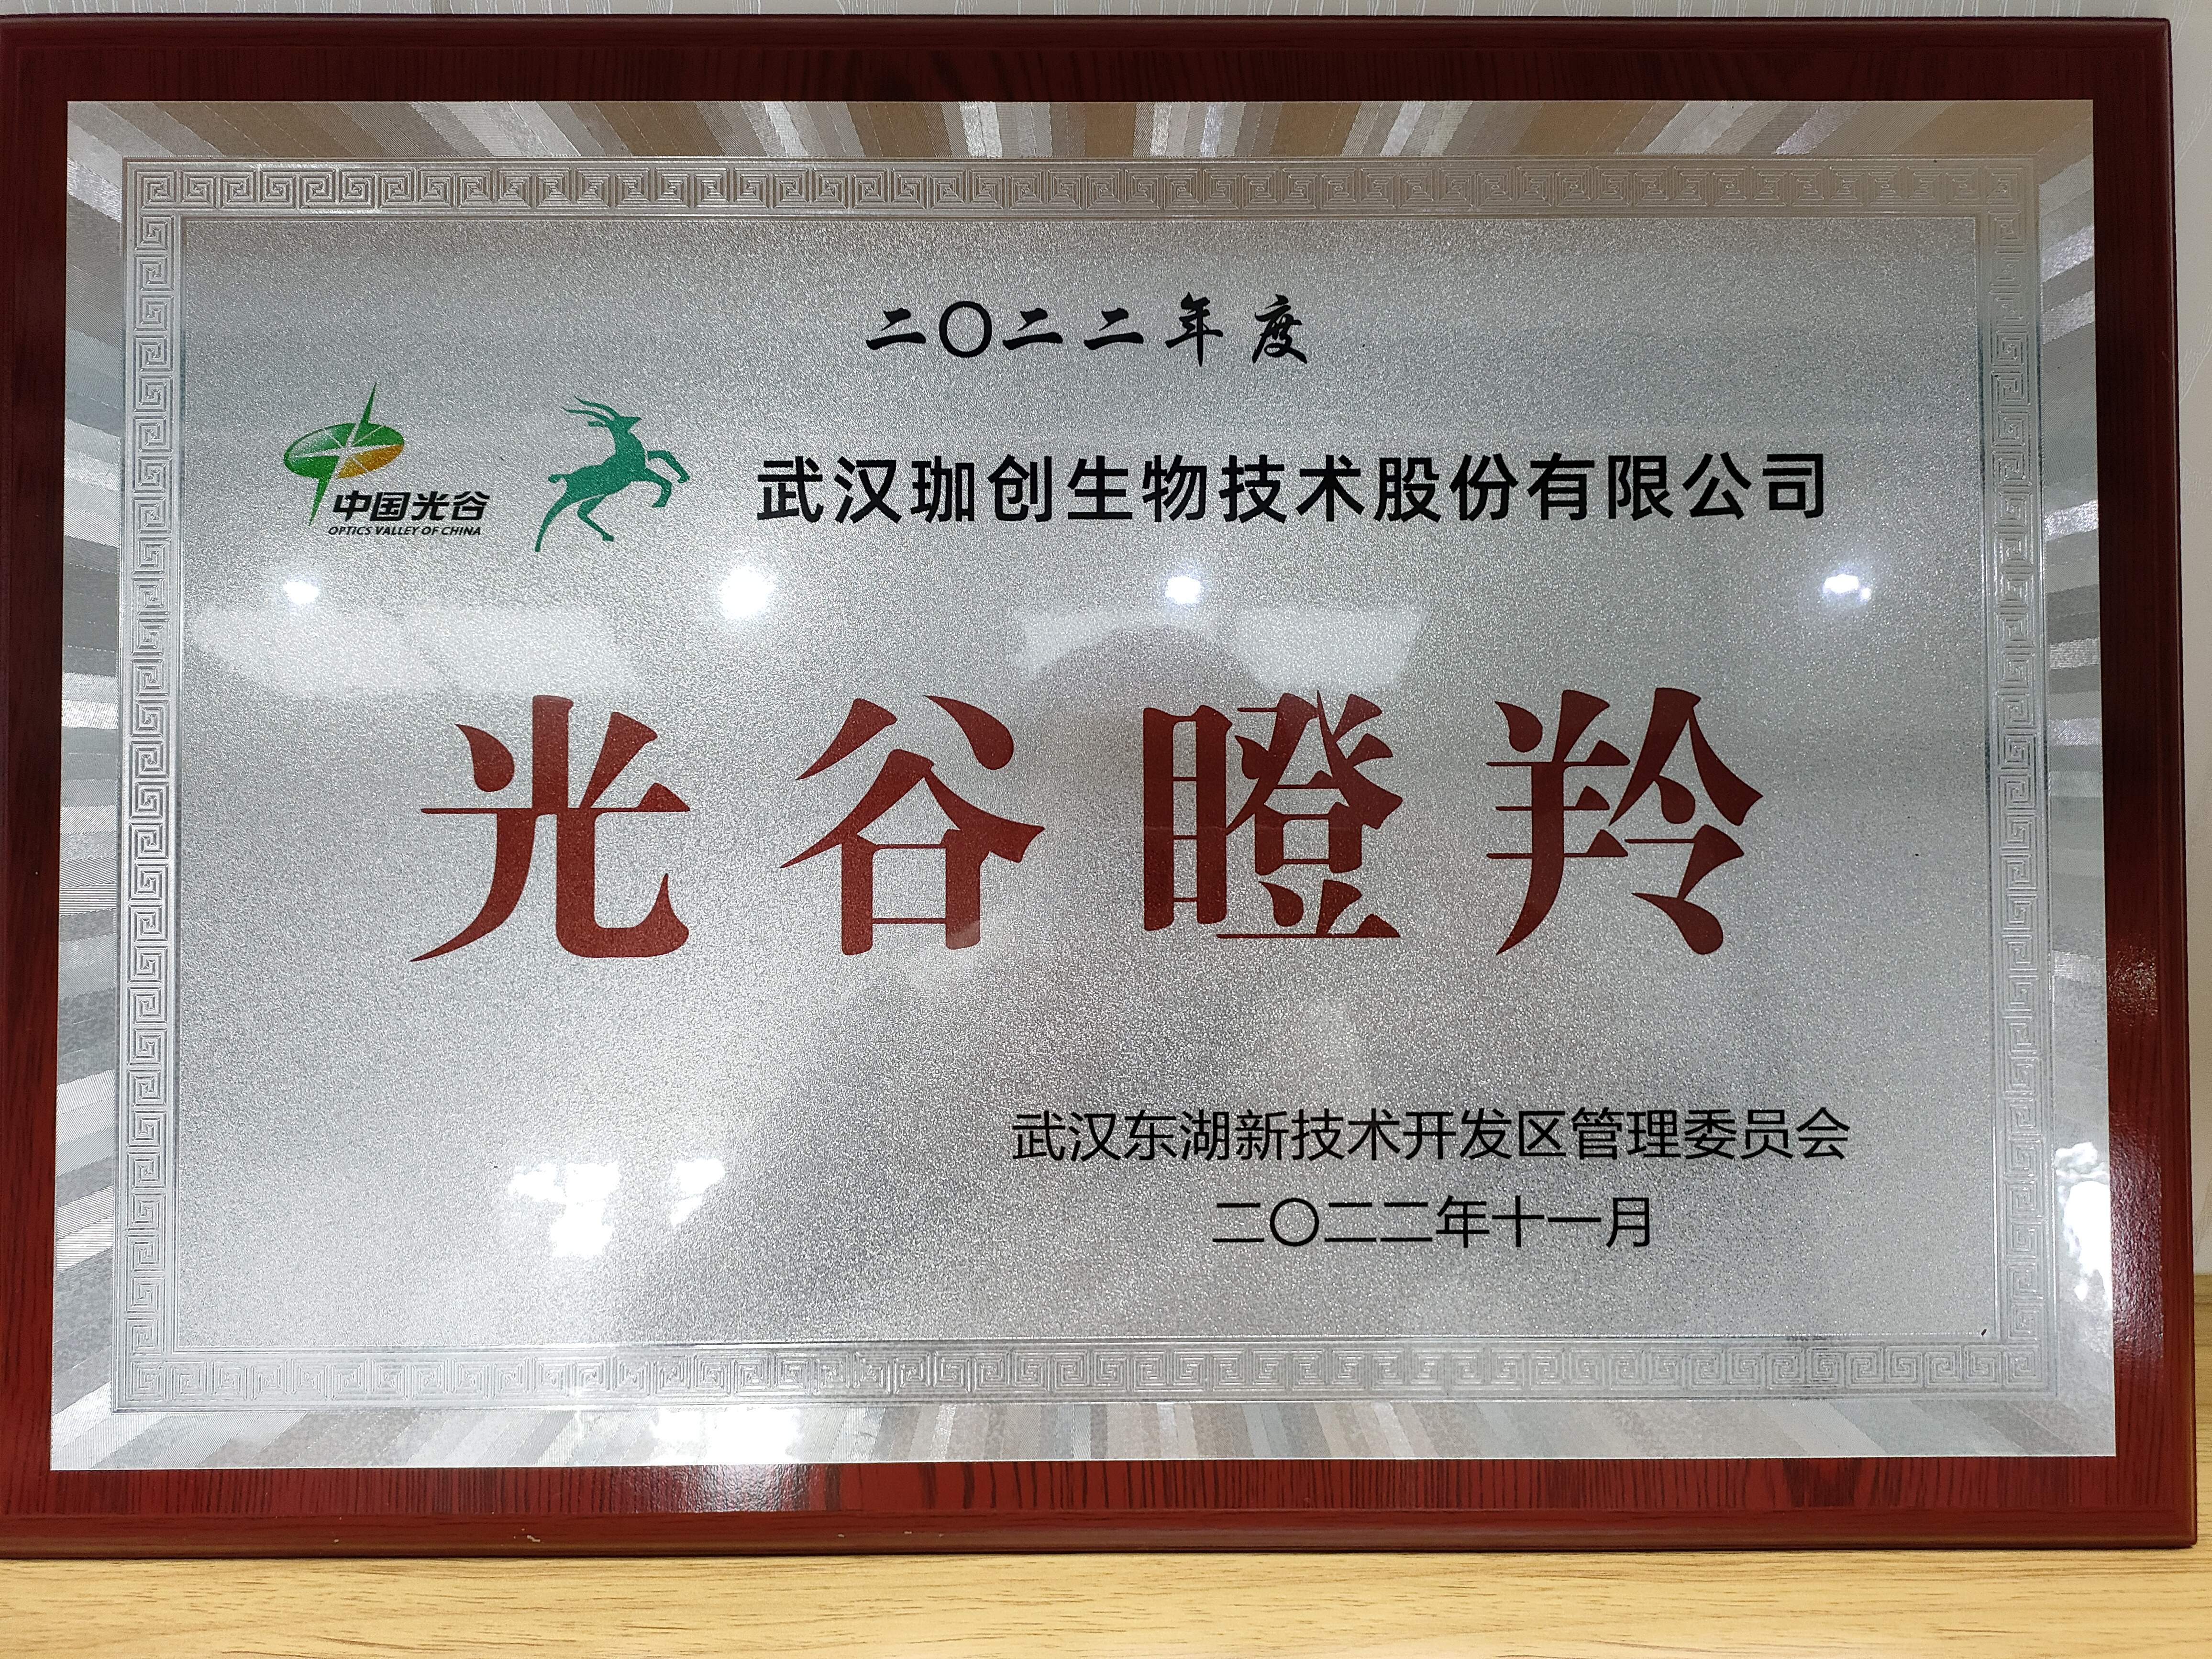 二〇二二年度
中国光谷
OPTICS VALLEY OF CHINA
武汉珈创生物技术股份有限公司
光谷瞪羚
武汉东湖新技术开发区管理委员会
二〇二二年十一月